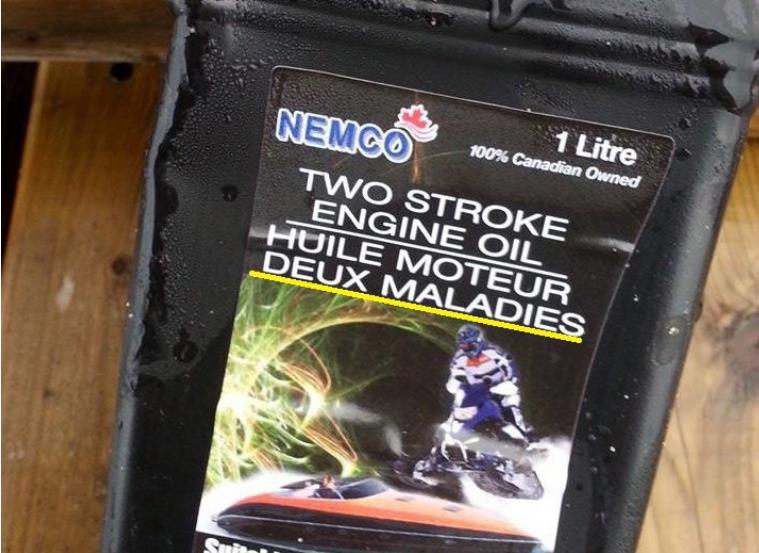 NEMCO
1 Litre
100% Canadian Owned
TWO STROKE
ENGINE OIL
HUILE MOTEUR
DEUX MALADIES